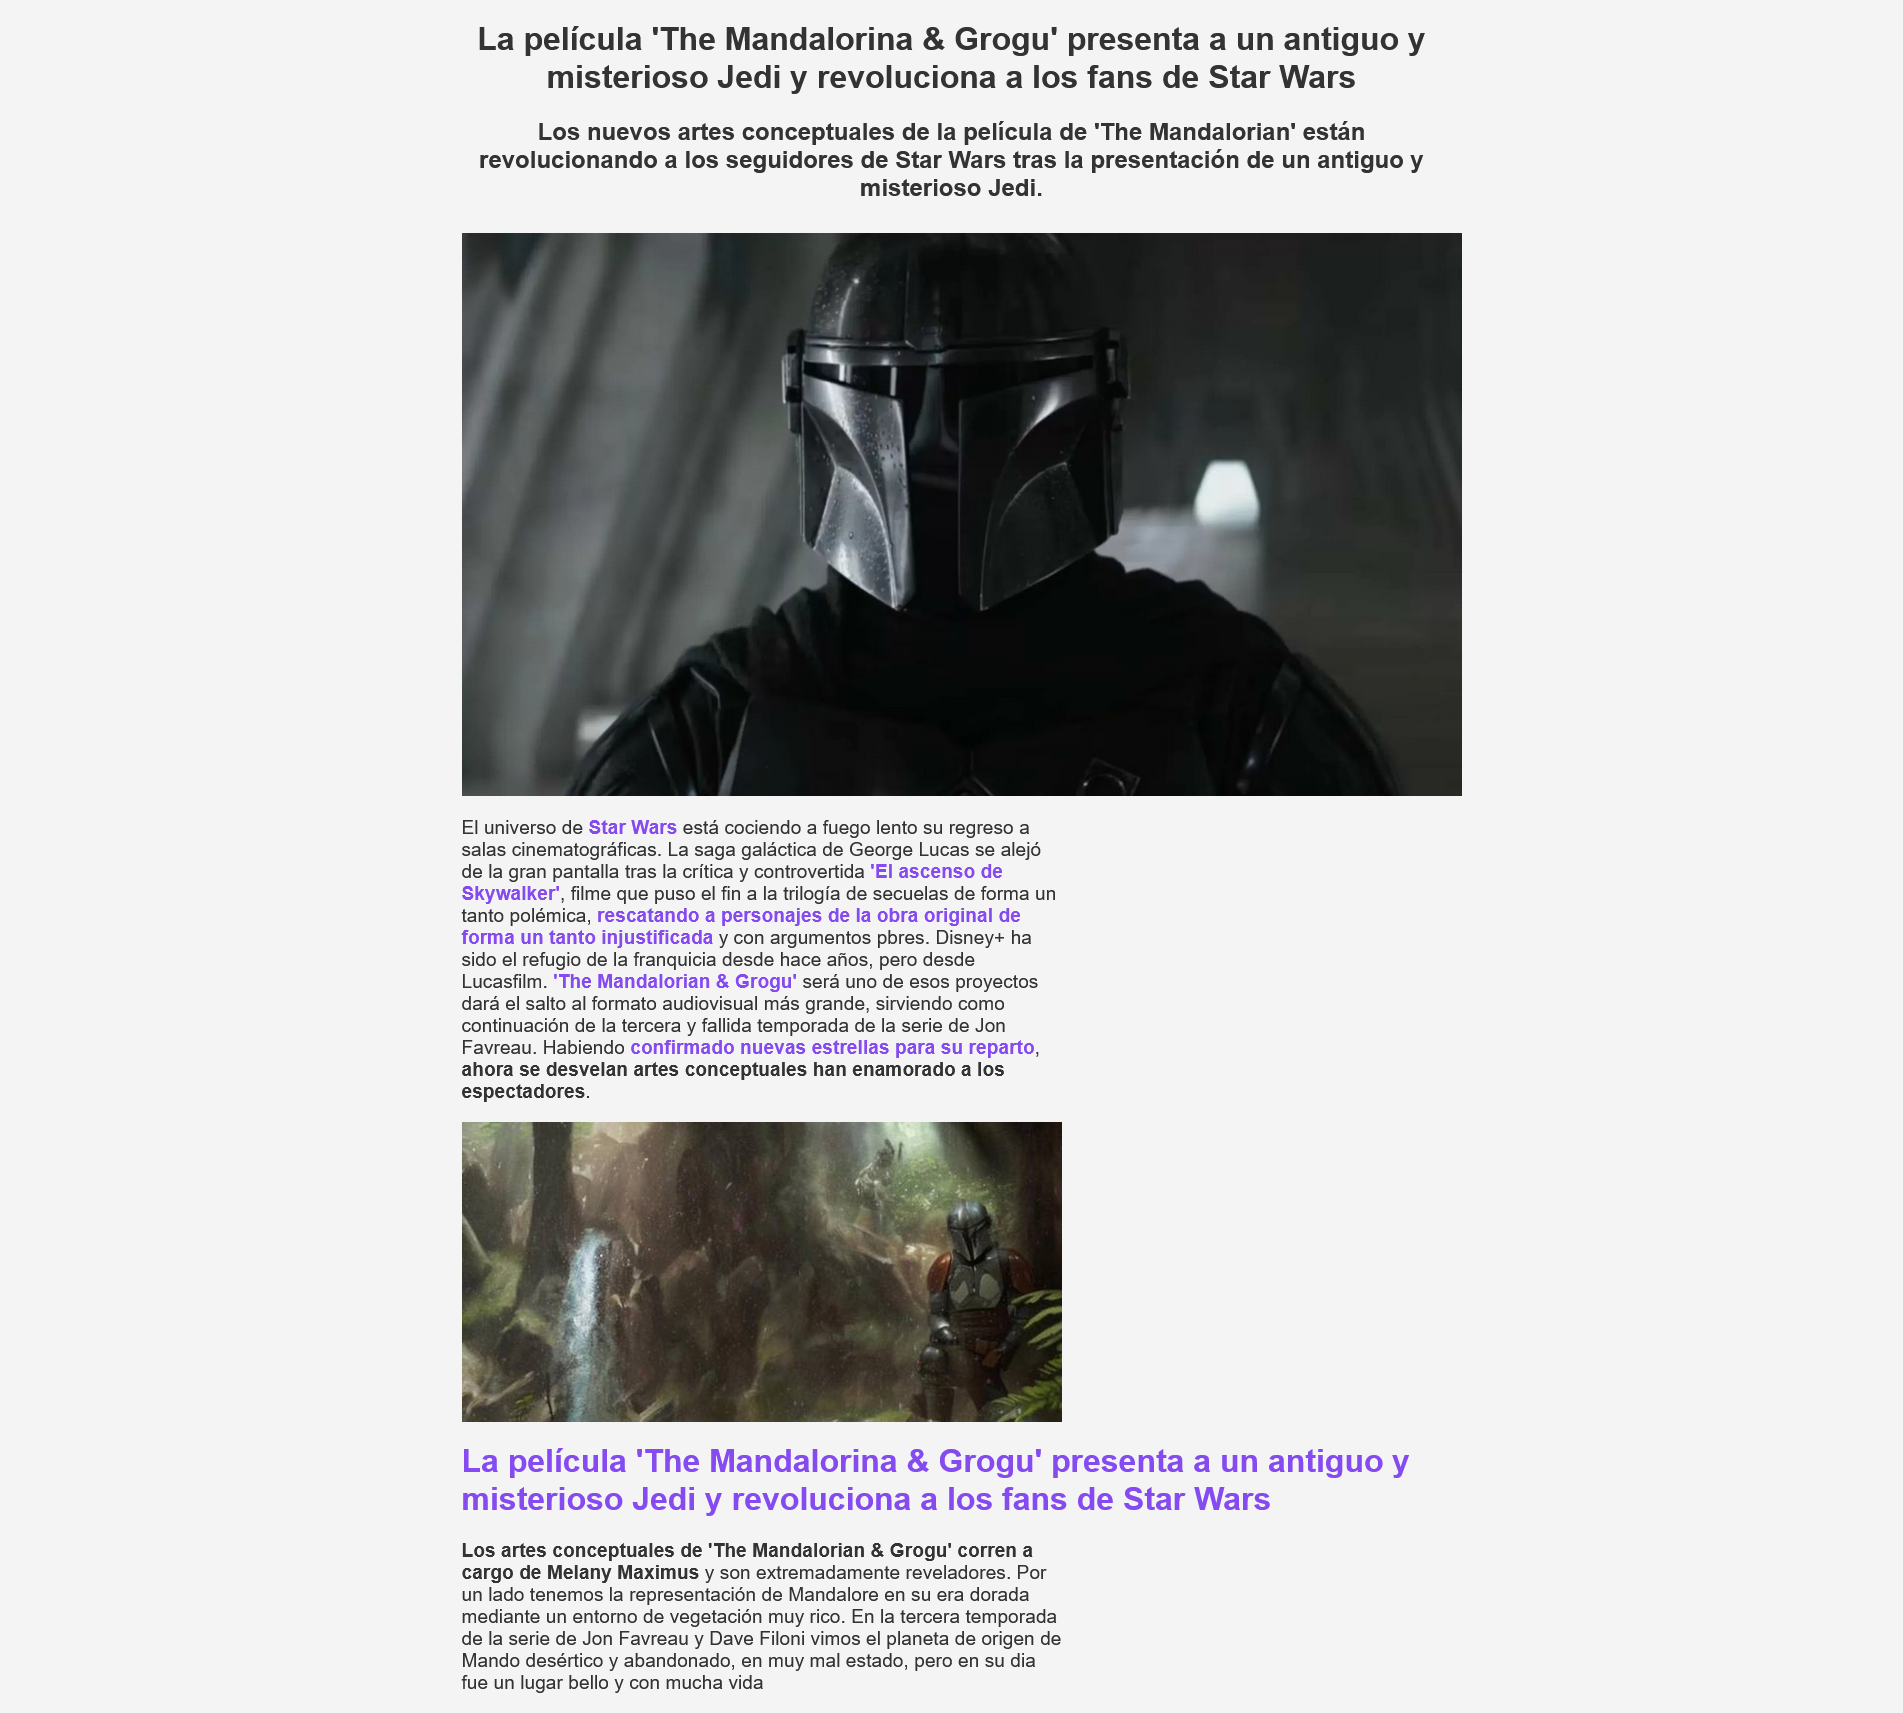 La película 'The Mandalorina & Grogu' presenta a un antiguo y
misterioso Jedi y revoluciona a los fans de Star Wars
Los nuevos artes conceptuales de la película de 'The Mandalorian' están
revolucionando a los seguidores de Star Wars tras la presentación de un antiguo y
misterioso Jedi.
El universo de Star Wars está cociendo a fuego lento su regreso a
salas cinematográficas. La saga galáctica de George Lucas se alejó
de la gran pantalla tras la crítica y controvertida 'El ascenso de
Skywalker', filme que puso el fin a la trilogía de secuelas de forma un
tanto polémica, rescatando a personajes de la obra original de
forma un tanto injustificada y con argumentos pbres. Disney+ ha
sido el refugio de la franquicia desde hace años, pero desde
Lucasfilm. 'The Mandalorian & Grogu' será uno de esos proyectos
dará el salto al formato audiovisual más grande, sirviendo como
continuación de la tercera y fallida temporada de la serie de Jon
Favreau. Habiendo confirmado nuevas estrellas para su reparto,
ahora se desvelan artes conceptuales han enamorado a los
espectadores.
La película 'The Mandalorina & Grogu' presenta a un antiguo y
misterioso Jedi y revoluciona a los fans de Star Wars
Los artes conceptuales de 'The Mandalorian & Grogu' corren a
cargo de Melany Maximus y son extremadamente reveladores. Por
un lado tenemos la representación de Mandalore en su era dorada
mediante un entorno de vegetación muy rico. En la tercera temporada
de la serie de Jon Favreau y Dave Filoni vimos el planeta de origen de
Mando desértico y abandonado, en muy mal estado, pero en su dia
fue un lugar bello y con mucha vida